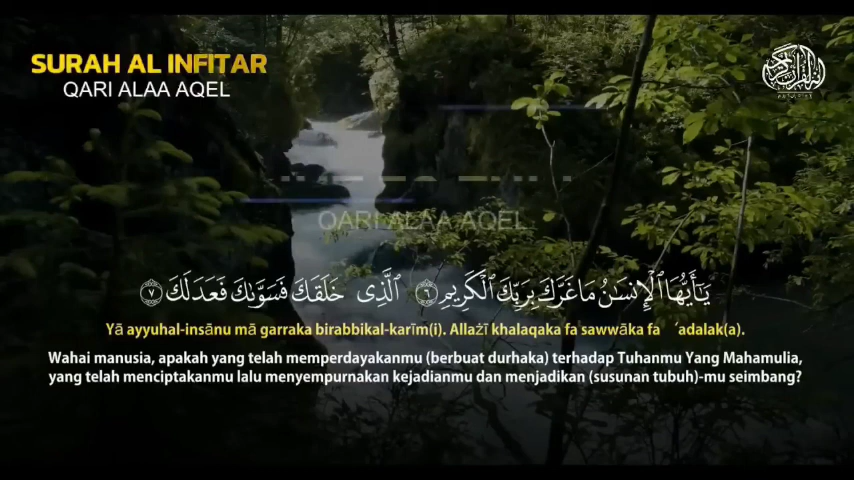 SURAH AL INFITAR
QARI ALAA AQEL
QARI ALAA AQEL
يَٰٓأَيُّهَا ٱلْإِنسَٰنُ مَا غَرَّكَ بِرَبِّكَ ٱلْكَرِيمِ ٦ ٱلَّذِى خَلَقَكَ فَسَوَّىٰكَ فَعَدَلَكَ ٧
Yā ayyuhal-insānu mā garraka birabbikal-karīm(i). Allażī khalaqaka fa sawwāka fa ‘adalak(a).
Wahai manusia, apakah yang telah memperdayakanmu (berbuat durhaka) terhadap Tuhanmu Yang Mahamulia,
yang telah menciptakanmu lalu menyempurnakan kejadianmu dan menjadikan (susunan tubuh)-mu seimbang?